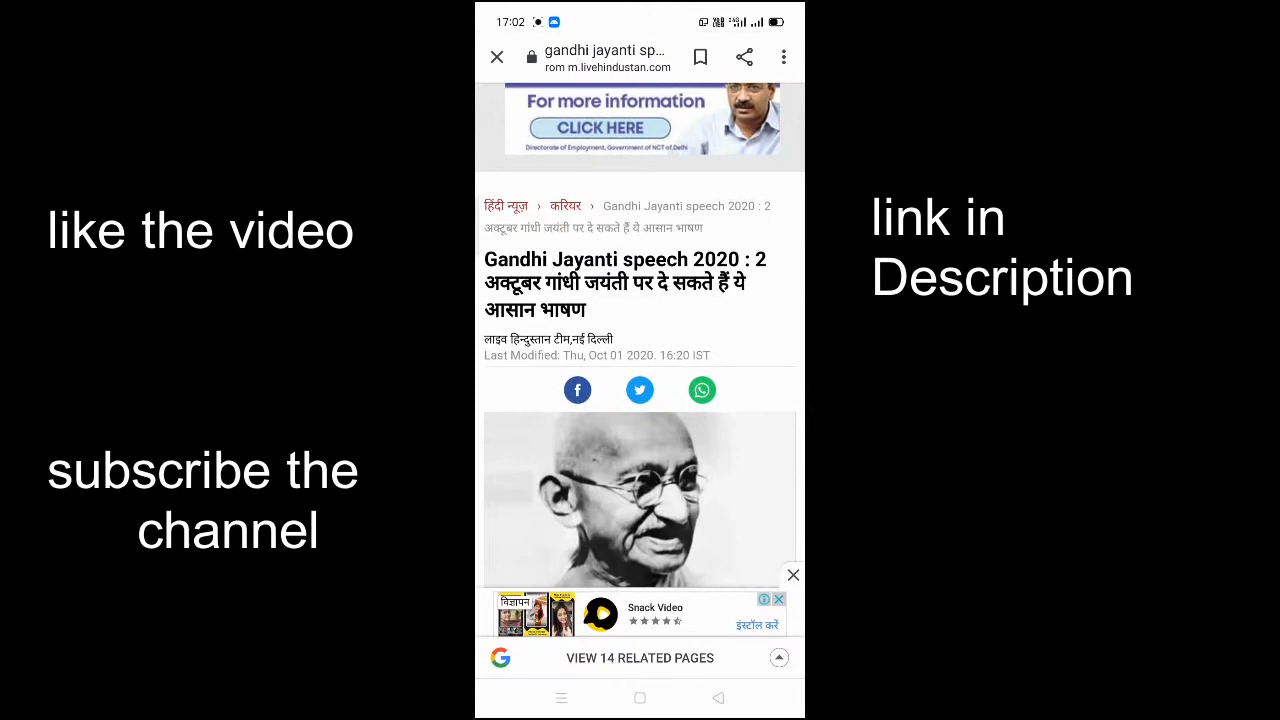 like the video
subscribe the
channel
17:02
gandhi jayanti sp...
rom m.livehindustan.com
For more information
CLICK HERE
Directorate of Employment, Government of NCT of Delhi
हिंदी न्यूज़ › करियर › Gandhi Jayanti speech 2020 : 2
अक्टूबर गांधी जयंती पर दे सकते हैं ये आसान भाषण
Gandhi Jayanti speech 2020 : 2
अक्टूबर गांधी जयंती पर दे सकते हैं ये
आसान भाषण
लाइव हिन्दुस्तान टीम,नई दिल्ली
Last Modified: Thu, Oct 01 2020. 16:20 IST
विज्ञापन
Snack Video
इंस्टॉल करें
VIEW 14 RELATED PAGES
link in
Description